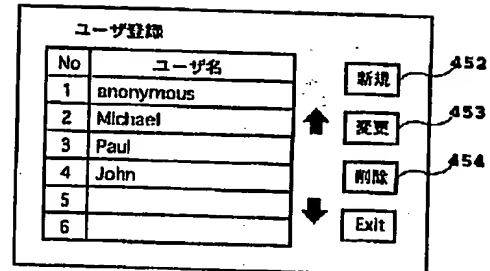 ユーザ登録
No ユーザ名
1 anonymous
2 Michael
3 Paul
4 John
5
6
新規 452
変更 453
削除 454
Exit